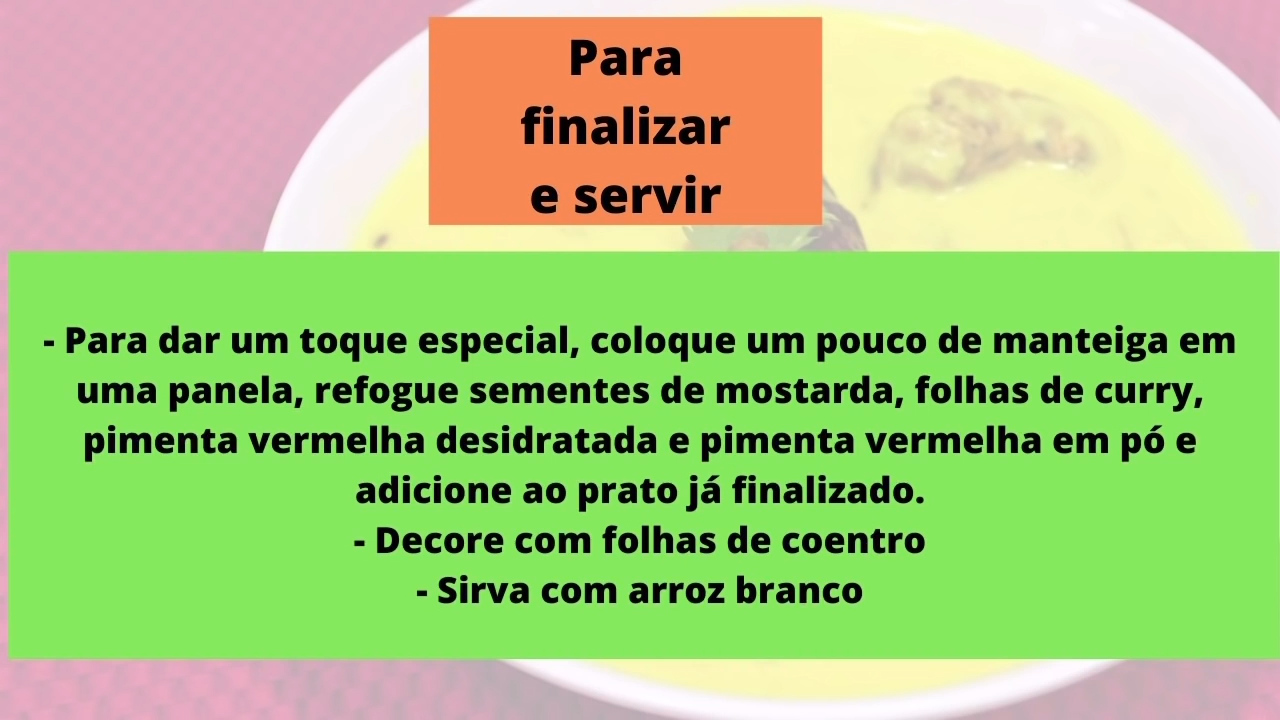 Para
finalizar
e servir
- Para dar um toque especial, coloque um pouco de manteiga em
uma panela, refogue sementes de mostarda, folhas de curry,
pimenta vermelha desidratada e pimenta vermelha em pó e
adicione ao prato já finalizado.
- Decore com folhas de coentro
- Sirva com arroz branco